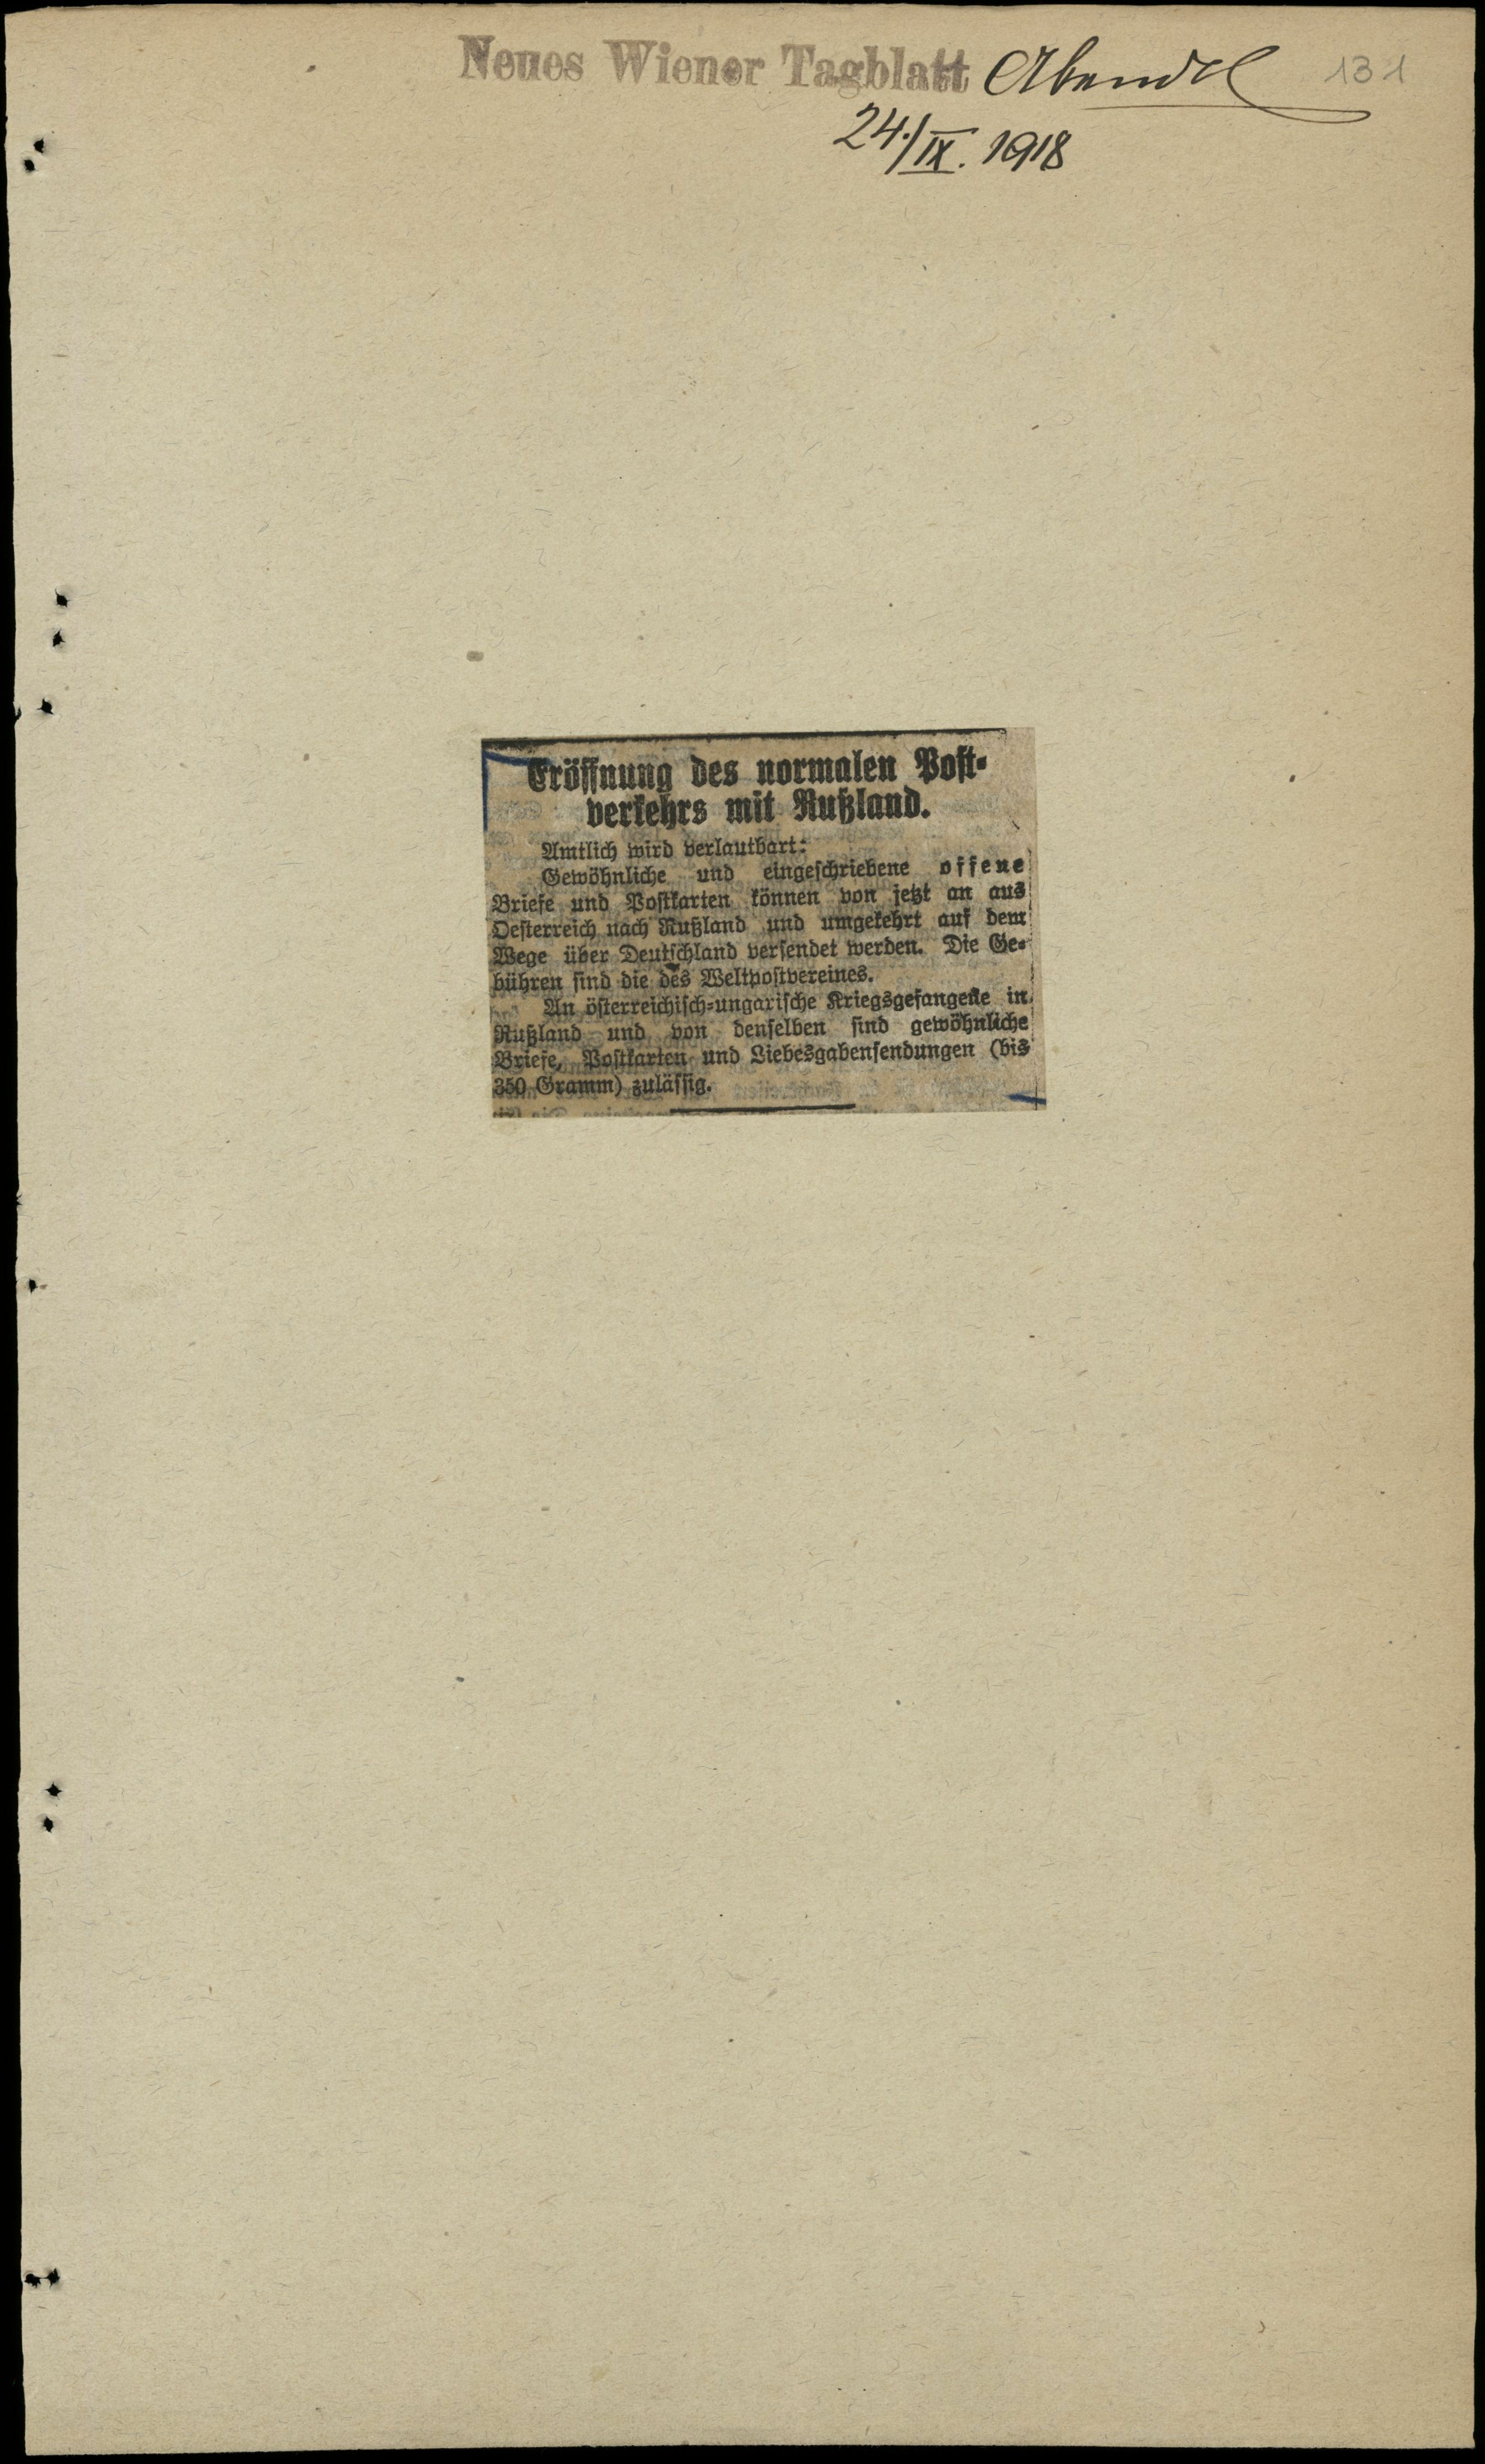 Neues Wiener Tagblatt Abendbl 131
24./IX. 1918
Eröffnung des normalen Post-
verkehrs mit Rußland.
Amtlich wird verlautbart:
Gewöhnliche und eingeschriebene offene
Briefe und Postkarten können von jetzt an aus
Oesterreich nach Rußland und umgekehrt auf dem
Wege über Deutschland versendet werden. Die Ge-
bühren sind die des Weltpostvereines.
An österreichisch-ungarische Kriegsgefangene in
Rußland und von denselben sind gewöhnliche
Briefe, Postkarten und Liebesgabensendungen (bis
350 Gramm) zulässig.